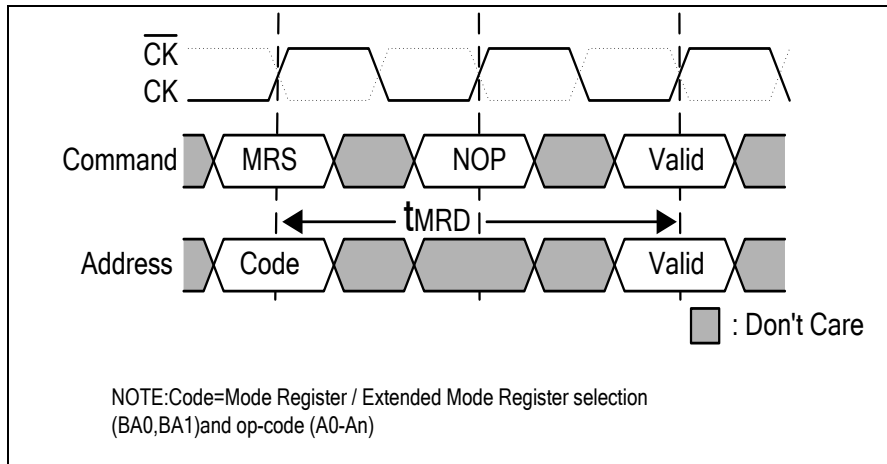 CK
CK
Command MRS NOP Valid
tMRD
Address Code Valid
: Don't Care
NOTE:Code=Mode Register / Extended Mode Register selection
(BA0,BA1)and op-code (A0-An)